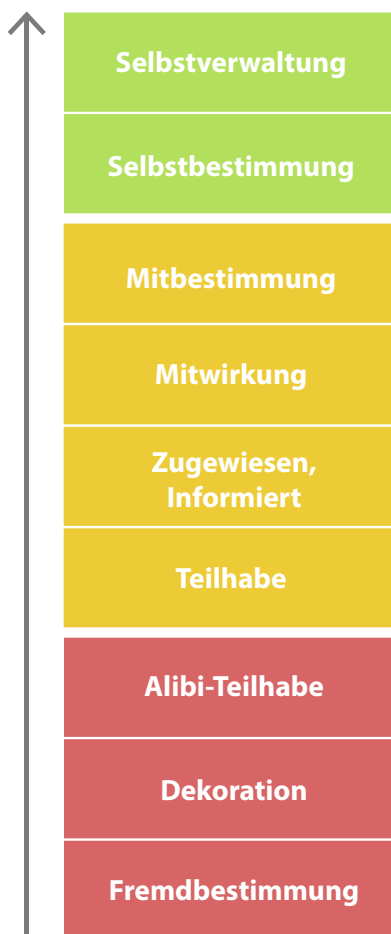 Selbstverwaltung
Selbstbestimmung
Mitbestimmung
Mitwirkung
Zugewiesen,
Informiert
Teilhabe
Alibi-Teilhabe
Dekoration
Fremdbestimmung